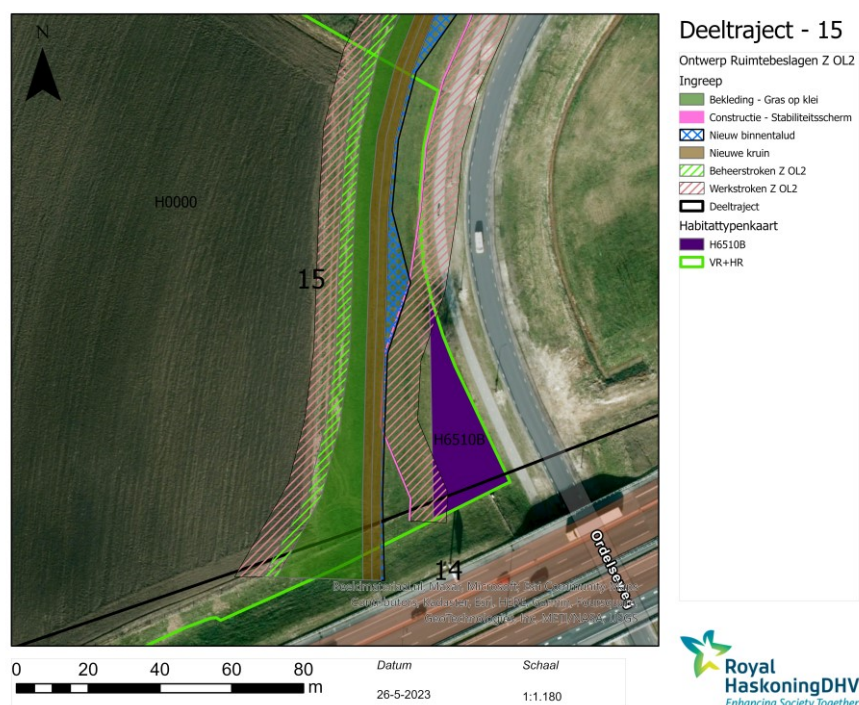 N
H0000
15
H6510B
14
Ordelseweg
Deeltraject - 15
Ontwerp Ruimtebeslagen Z OL2
Ingreep
Bekleding - Gras op klei
Constructie - Stabiliteitsscherm
Nieuw binnentalud
Nieuwe kruin
Beheerstroken Z OL2
Werkstroken Z OL2
Deeltraject
Habitattypenkaart
H6510B
VR+HR
0 20 40 60 80 m
Datum
26-5-2023
Schaal
1:1.180
Royal
HaskoningDHV
Enhancing Society Together